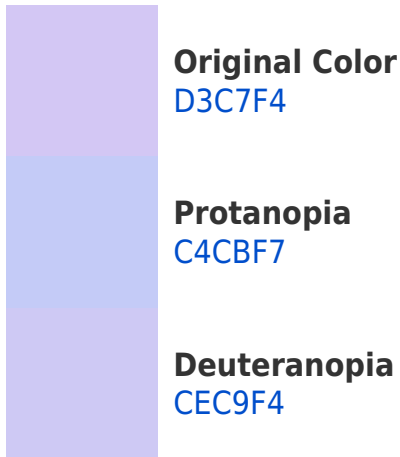 Original Color
D3C7F4
Protanopia
C4CBF7
Deuteranopia
CEC9F4